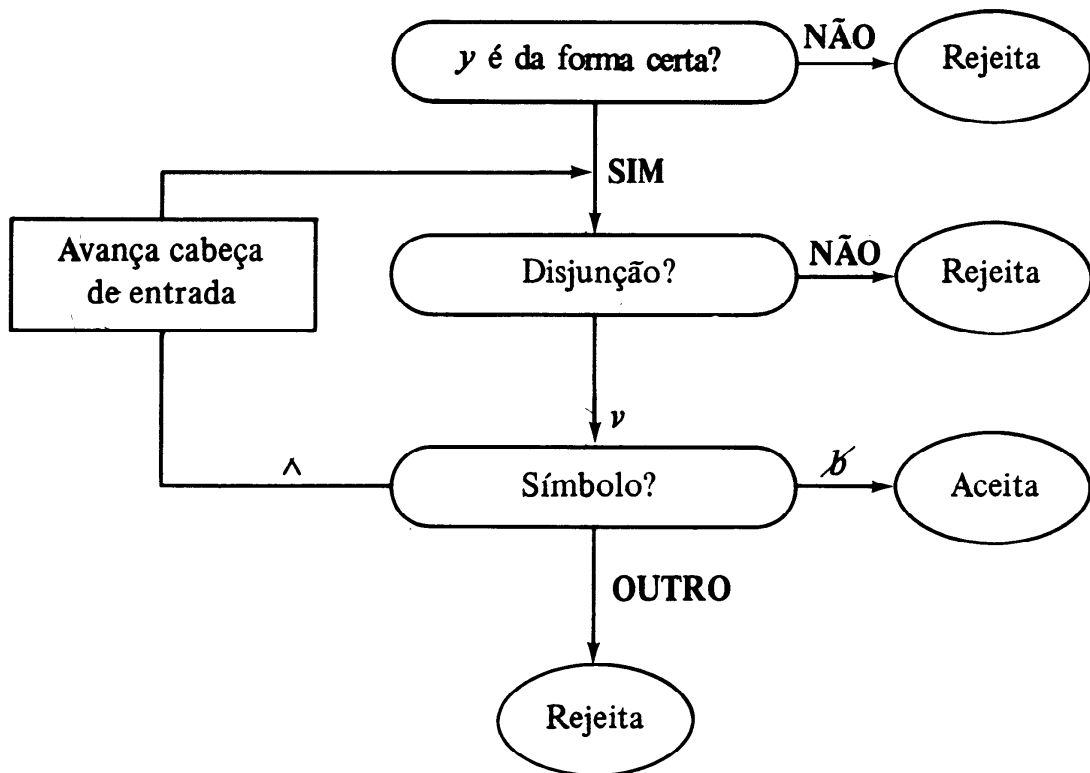 y é da forma certa?
NÃO
Rejeita
SIM
Avança cabeça
de entrada
Disjunção?
NÃO
Rejeita
v
^
Símbolo?
b̸
Aceita
OUTRO
Rejeita